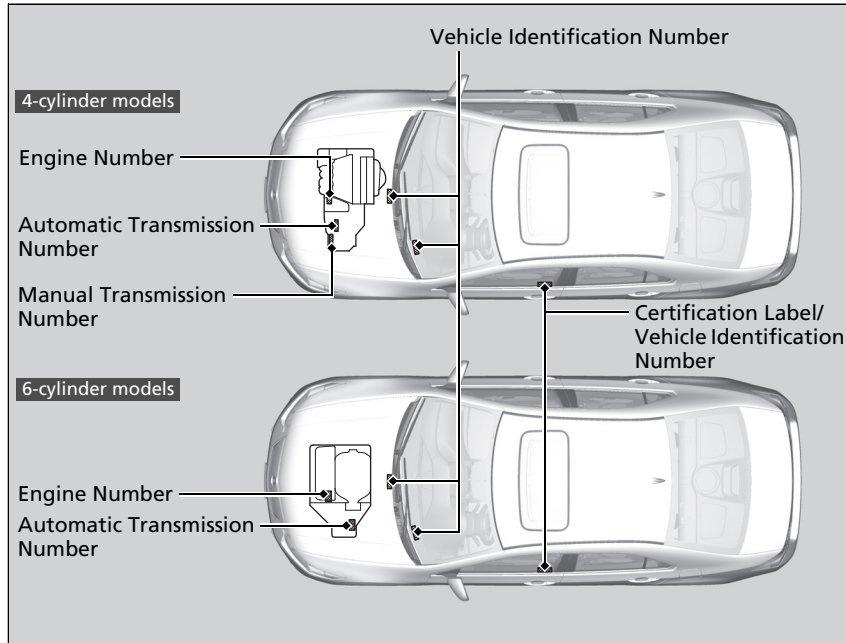 Vehicle Identification Number
4-cylinder models
Engine Number
Automatic Transmission
Number
Manual Transmission
Number
Certification Label/
Vehicle Identification
Number
6-cylinder models
Engine Number
Automatic Transmission
Number